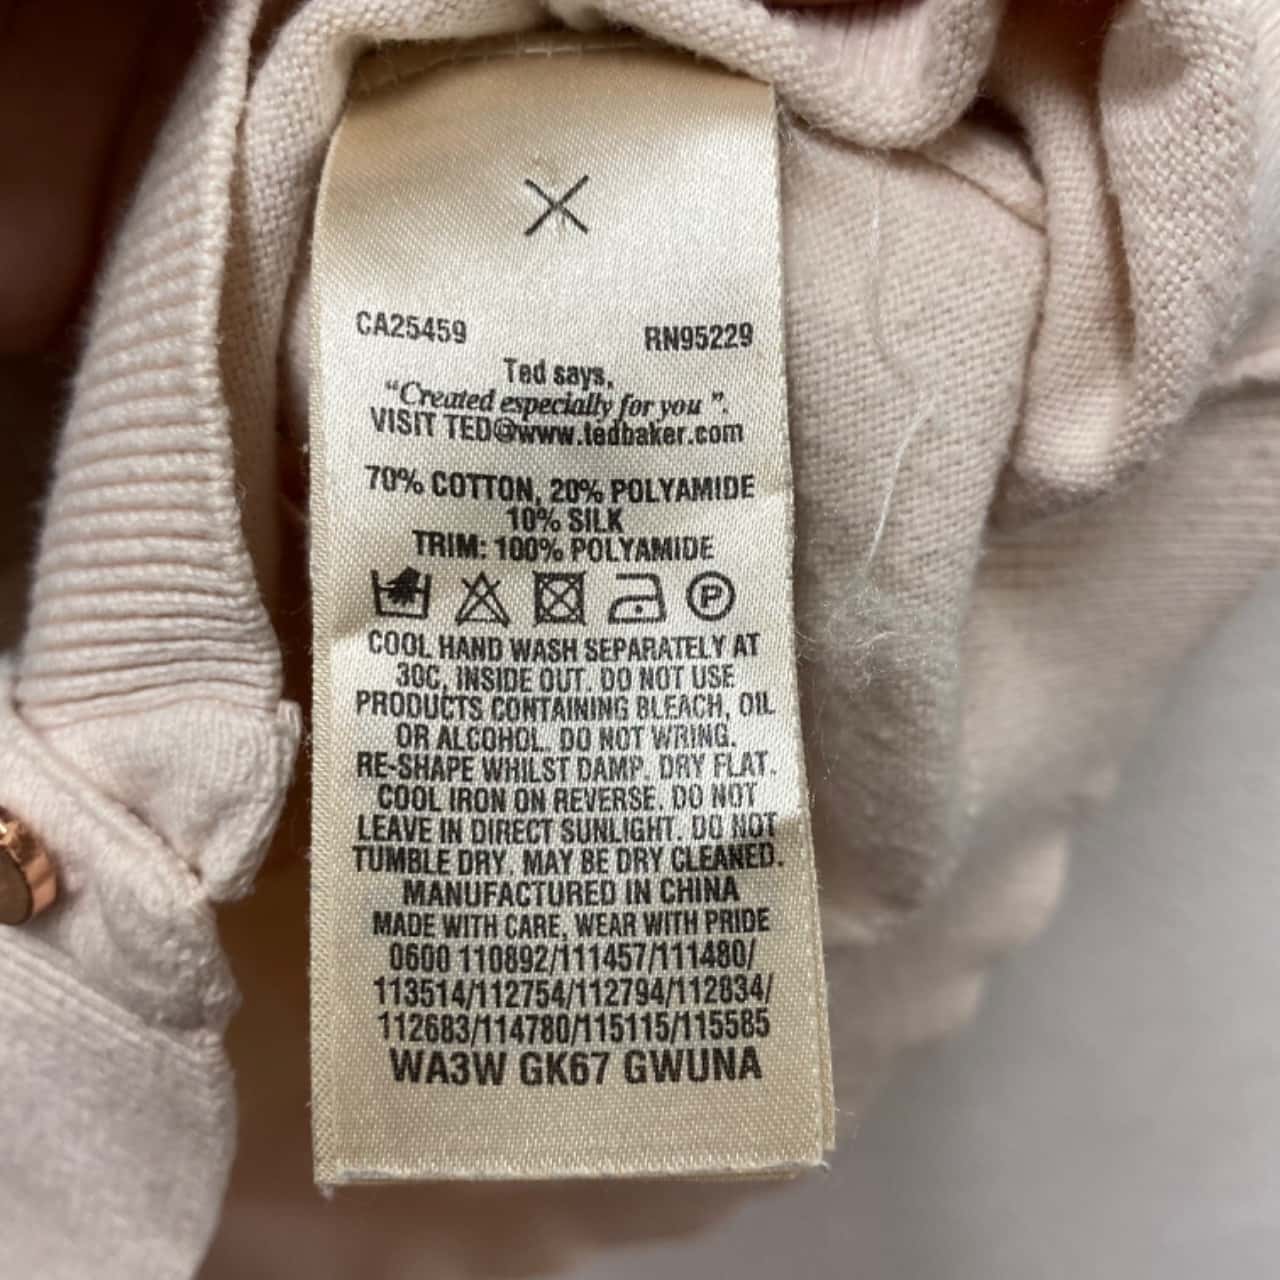 CA25459 RN95229
Ted says,
"Created especially for you".
VISIT TED@www.tedbaker.com
70% COTTON, 20% POLYAMIDE
10% SILK
TRIM: 100% POLYAMIDE
P
COOL HAND WASH SEPARATELY AT
30C, INSIDE OUT. DO NOT USE
PRODUCTS CONTAINING BLEACH, OIL
OR ALCOHOL. DO NOT WRING.
RE-SHAPE WHILST DAMP. DRY FLAT.
COOL IRON ON REVERSE. DO NOT
LEAVE IN DIRECT SUNLIGHT. DO NOT
TUMBLE DRY. MAY BE DRY CLEANED.
MANUFACTURED IN CHINA
MADE WITH CARE, WEAR WITH PRIDE
0600 110892/111457/111480/
113514/112754/112794/112834/
112683/114780/115115/115585
WA3W GK67 GWUNA